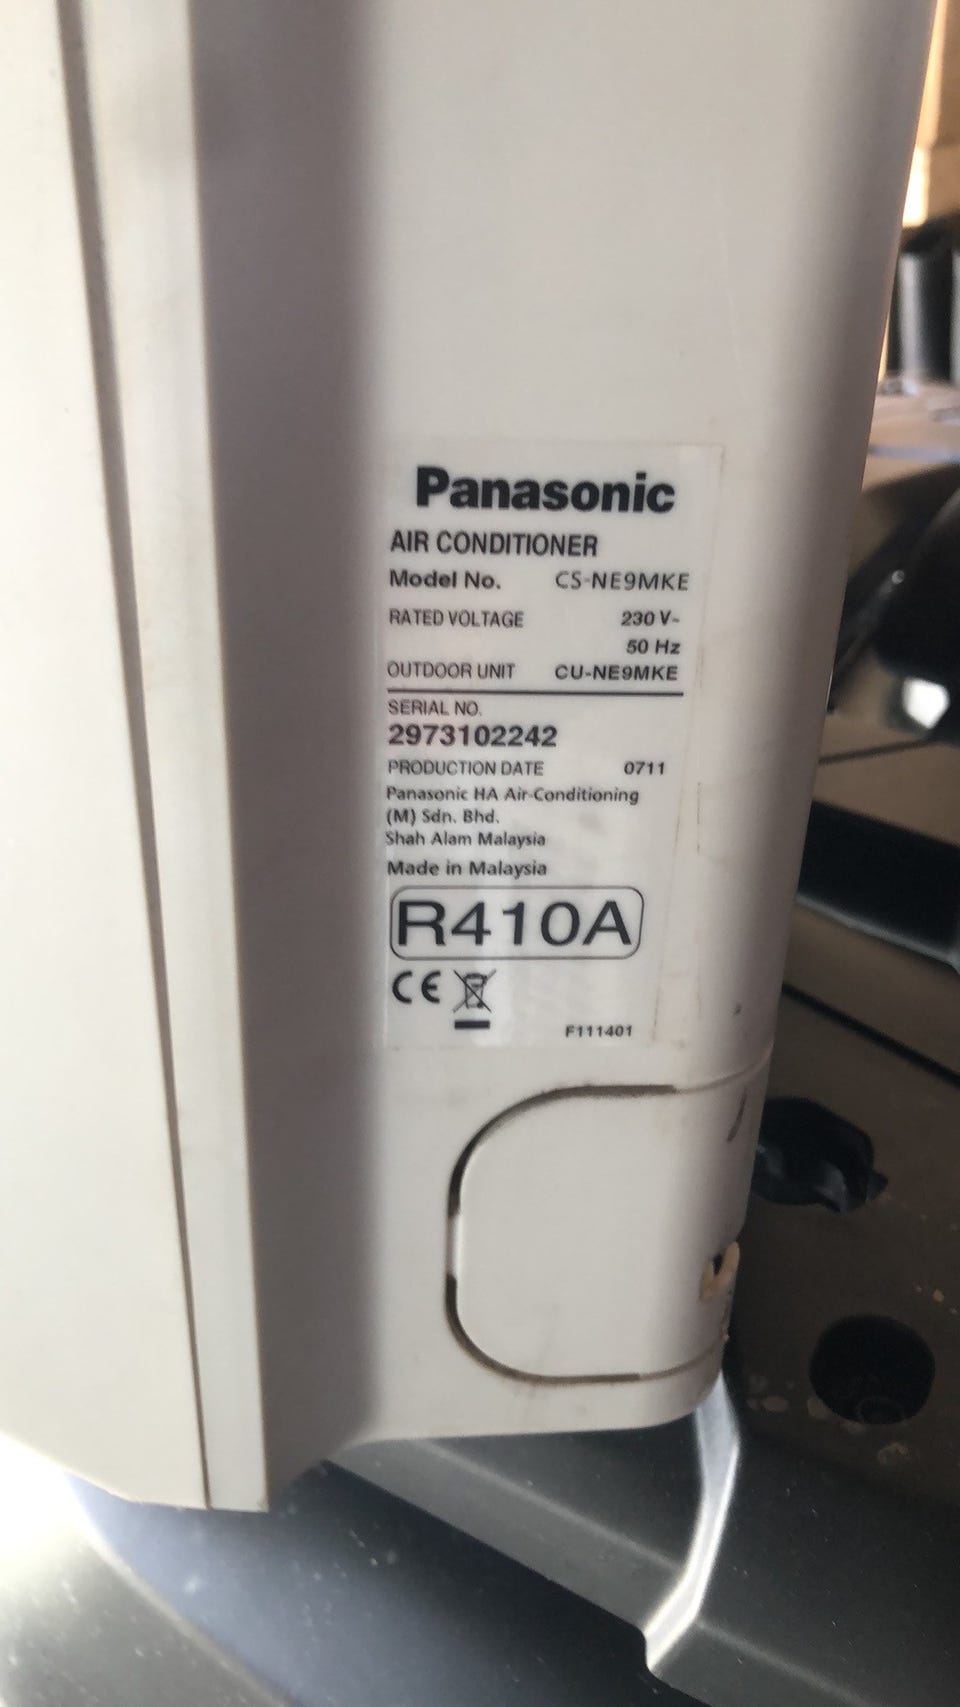 Panasonic
AIR CONDITIONER
Model No. CS-NE9MKE
RATED VOLTAGE 230 V~
50 Hz
OUTDOOR UNIT CU-NE9MKE
SERIAL NO.
2973102242
PRODUCTION DATE 0711
Panasonic HA Air-Conditioning
(M) Sdn. Bhd.
Shah Alam Malaysia
Made in Malaysia
R410A
CE
F111401